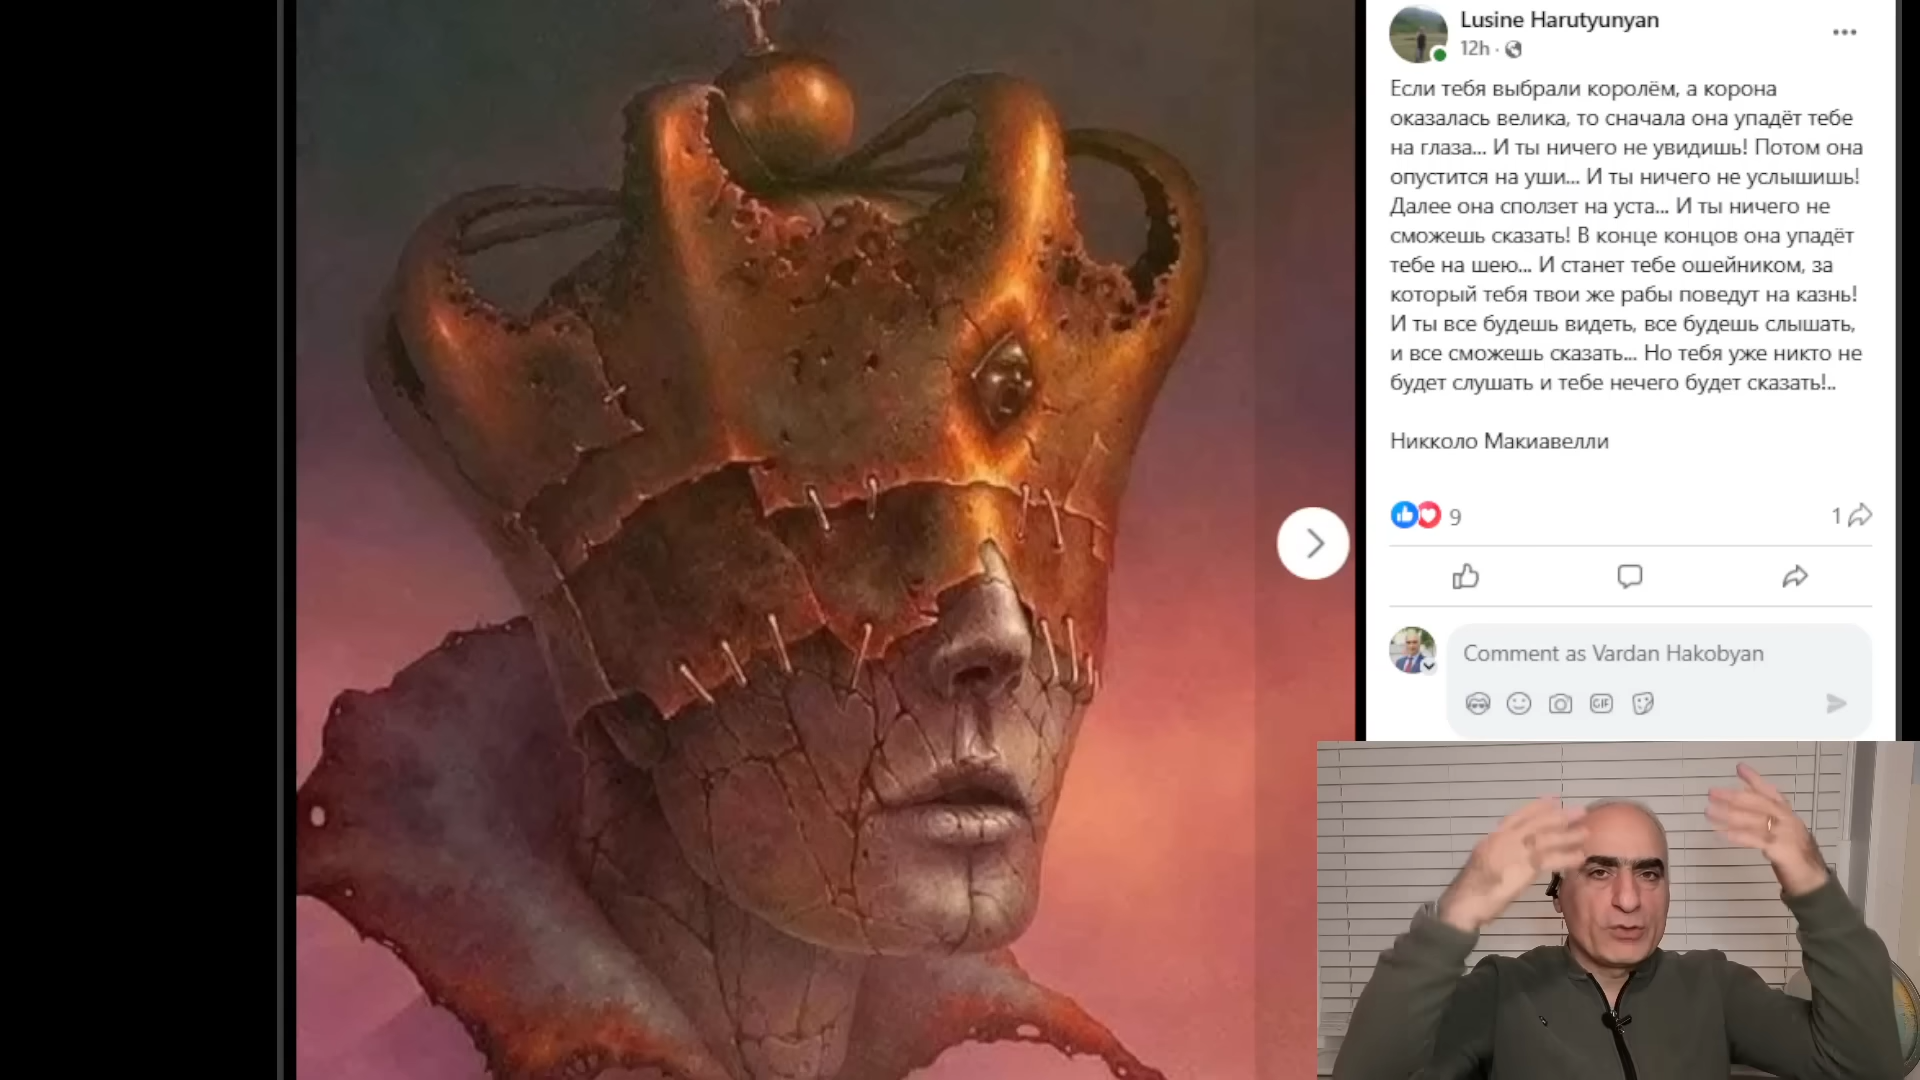 Lusine Harutyunyan
12h ·
Если тебя выбрали королём, а корона
оказалась велика, то сначала она упадёт тебе
на глаза... И ты ничего не увидишь! Потом она
опустится на уши... И ты ничего не услышишь!
Далее она сползет на уста... И ты ничего не
сможешь сказать! В конце концов она упадёт
тебе на шею... И станет тебе ошейником, за
который тебя твои же рабы поведут на казнь!
И ты все будешь видеть, все будешь слышать,
и все сможешь сказать... Но тебя уже никто не
будет слушать и тебе нечего будет сказать!..
Никколо Макиавелли
9
1
Comment as Vardan Hakobyan
GIF